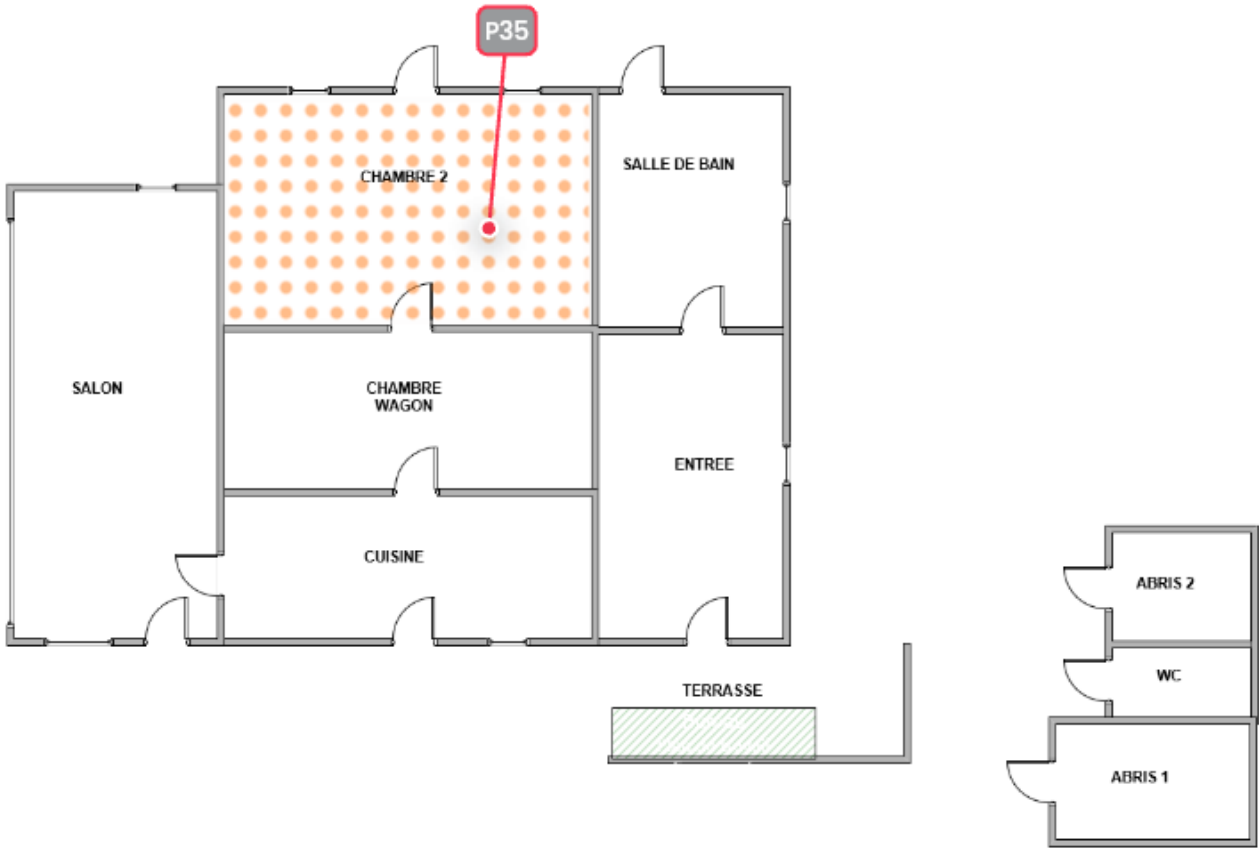 P35
CHAMBRE 2
SALLE DE BAIN
SALON
CHAMBRE
WAGON
ENTREE
CUISINE
ABRIS 2
WC
TERRASSE
ABRIS 1